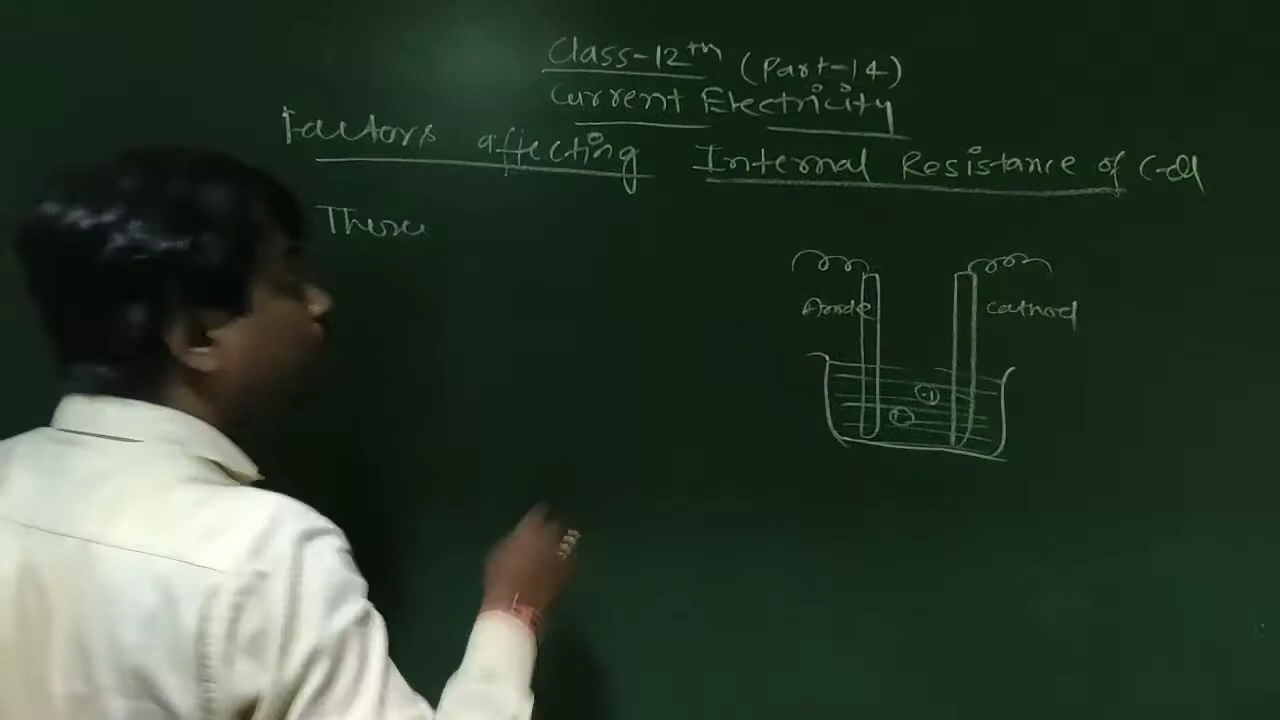 Class-12th (Part-14)
Current Electricity
Factors affecting Internal Resistance of Cell
There
Anode
Cathod